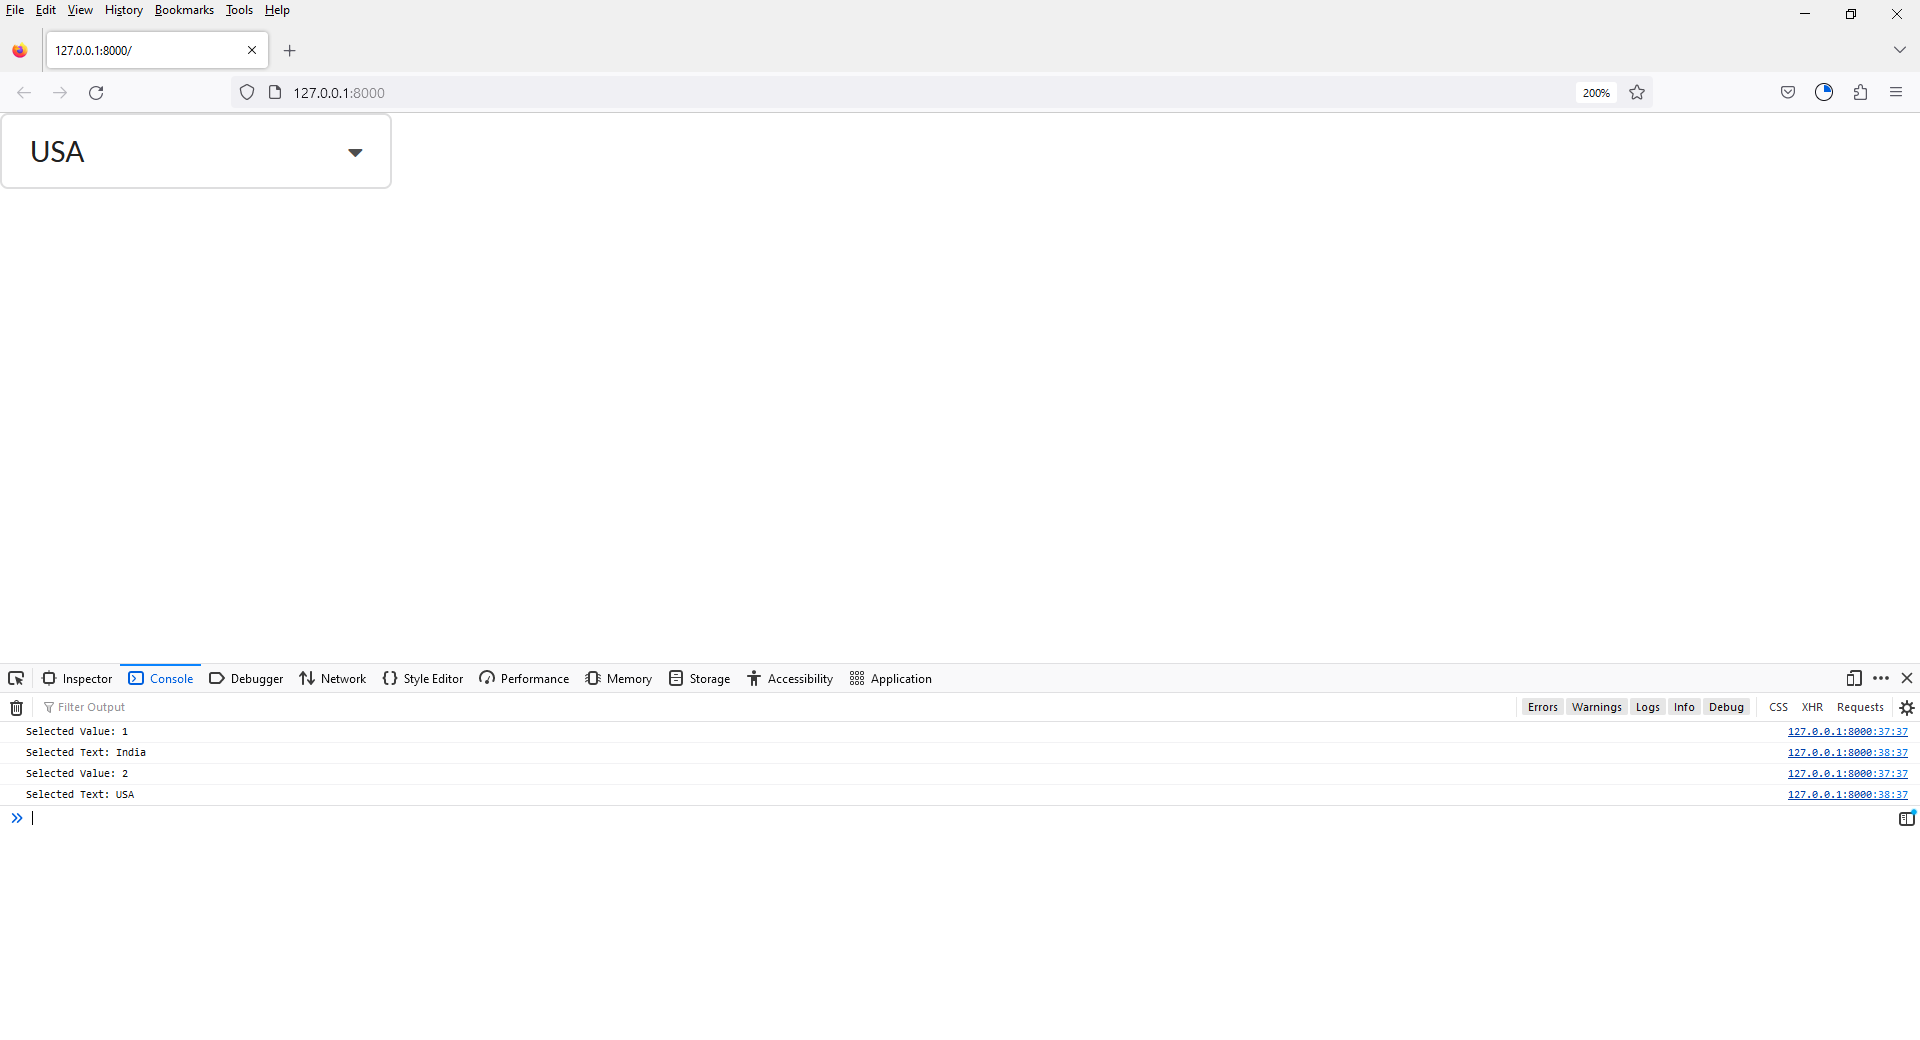 File Edit View History Bookmarks Tools Help
127.0.0.1:8000/
127.0.0.1:8000
200%
USA
Inspector Console Debugger Network Style Editor Performance Memory Storage Accessibility Application
Filter Output Errors Warnings Logs Info Debug CSS XHR Requests
Selected Value: 1 127.0.0.1:8000:37:37
Selected Text: India 127.0.0.1:8000:38:37
Selected Value: 2 127.0.0.1:8000:37:37
Selected Text: USA 127.0.0.1:8000:38:37